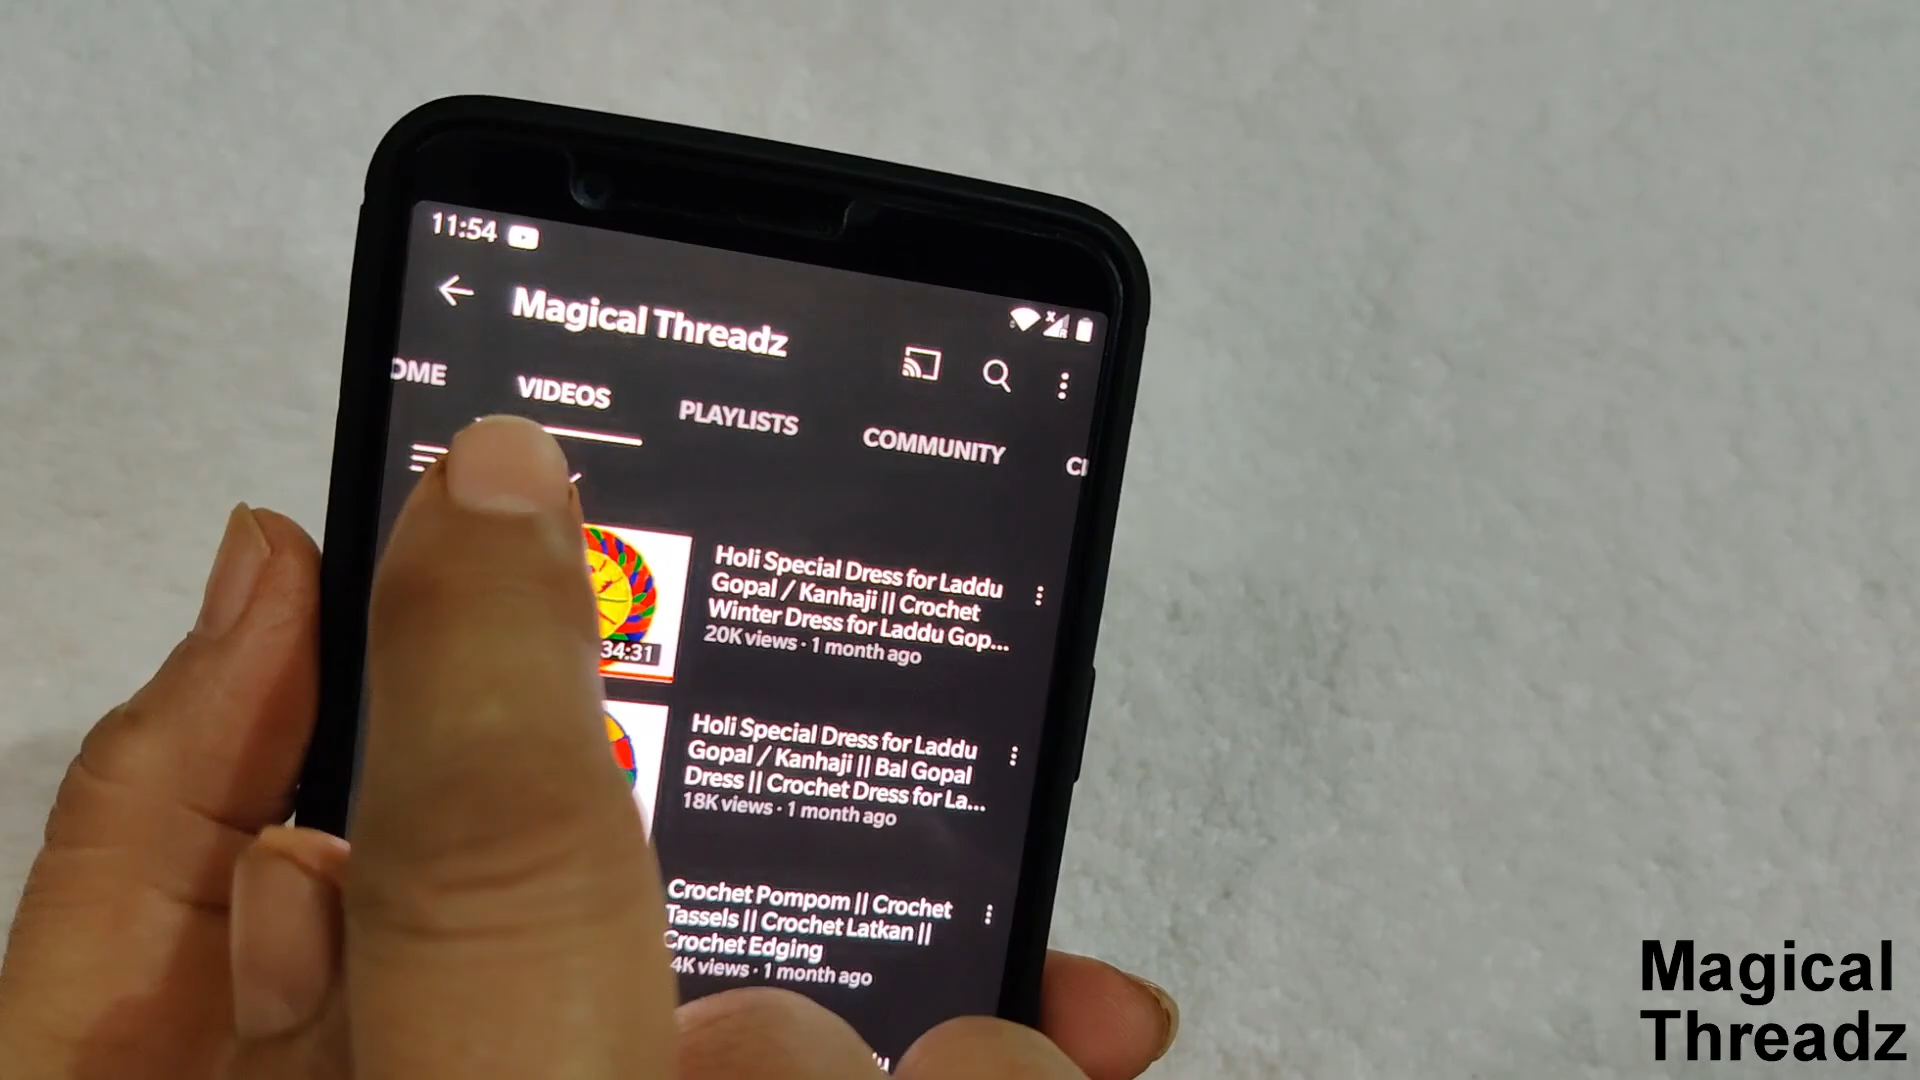 11:54
Magical Threadz
OME VIDEOS PLAYLISTS COMMUNITY
Holi Special Dress for Laddu
Gopal / Kanhaji || Crochet
Winter Dress for Laddu Gop...
20K views · 1 month ago
34:31
Holi Special Dress for Laddu
Gopal / Kanhaji || Bal Gopal
Dress || Crochet Dress for La...
18K views · 1 month ago
Crochet Pompom || Crochet
Tassels || Crochet Latkan ||
Crochet Edging
4K views · 1 month ago
Magical
Threadz